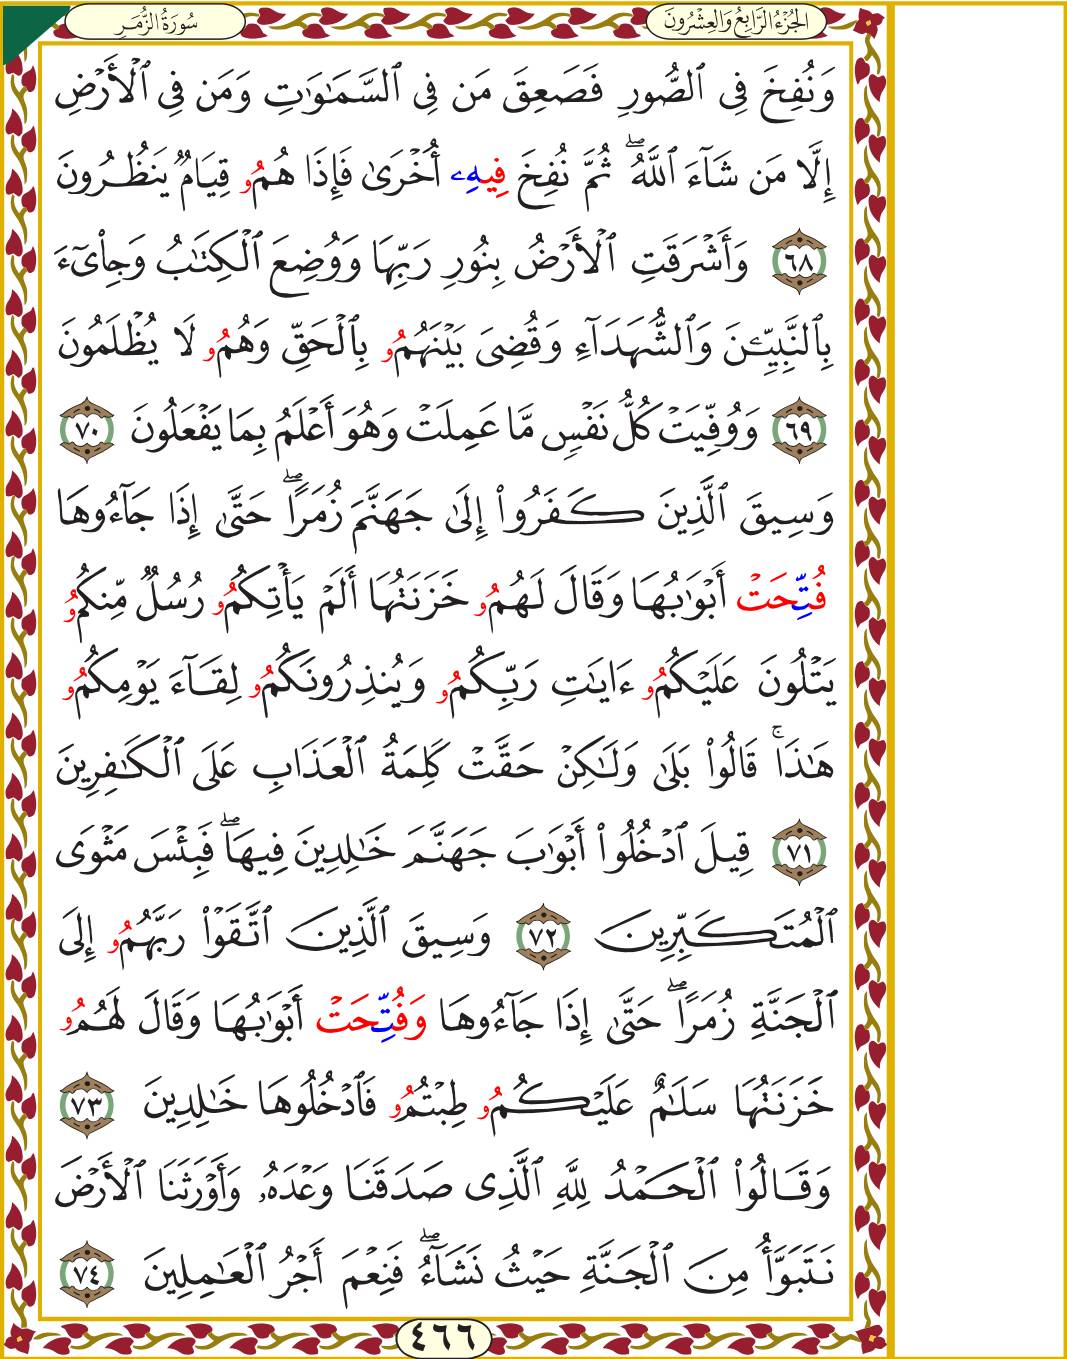 سُورَةُ الزُّمَرِ
الجُزْءُ الرَّابِعُ وَالعِشْرُونَ
وَنُفِخَ فِي ٱلصُّورِ فَصَعِقَ مَن فِي ٱلسَّمَٰوَٰتِ وَمَن فِي ٱلْأَرْضِ
إِلَّا مَن شَآءَ ٱللَّهُۖ ثُمَّ نُفِخَ فِيهِۦ أُخْرَىٰ فَإِذَا هُمُۥ قِيَامٌ يَنظُرُونَ
٦٨ وَأَشْرَقَتِ ٱلْأَرْضُ بِنُورِ رَبِّهَا وَوُضِعَ ٱلْكِتَٰبُ وَجِاْيٓءَ
بِٱلنَّبِيِّـۧنَ وَٱلشُّهَدَآءِ وَقُضِيَ بَيْنَهُمُۥ بِٱلْحَقِّ وَهُمُۥ لَا يُظْلَمُونَ
٦٩ وَوُفِّيَتْ كُلُّ نَفْسٍ مَّا عَمِلَتْ وَهُوَ أَعْلَمُ بِمَا يَفْعَلُونَ ٧٠
وَسِيقَ ٱلَّذِينَ كَفَرُوٓاْ إِلَىٰ جَهَنَّمَ زُمَرًاۖ حَتَّىٰ إِذَا جَآءُوهَا
فُتِّحَتْ أَبْوَٰبُهَا وَقَالَ لَهُمُۥ خَزَنَتُهَا أَلَمْ يَأْتِكُمُۥ رُسُلٌ مِّنكُمُۥ
يَتْلُونَ عَلَيْكُمُۥ ءَايَٰتِ رَبِّكُمُۥ وَيُنذِرُونَكُمُۥ لِقَآءَ يَوْمِكُمُۥ
هَٰذَاۚ قَالُواْ بَلَىٰ وَلَٰكِنْ حَقَّتْ كَلِمَةُ ٱلْعَذَابِ عَلَى ٱلْكَٰفِرِينَ
٧١ قِيلَ ٱدْخُلُوٓاْ أَبْوَٰبَ جَهَنَّمَ خَٰلِدِينَ فِيهَاۖ فَبِئْسَ مَثْوَى
ٱلْمُتَكَبِّرِينَ ٧٢ وَسِيقَ ٱلَّذِينَ ٱتَّقَوْاْ رَبَّهُمُۥ إِلَى
ٱلْجَنَّةِ زُمَرًاۖ حَتَّىٰ إِذَا جَآءُوهَا وَفُتِّحَتْ أَبْوَٰبُهَا وَقَالَ لَهُمُۥ
خَزَنَتُهَا سَلَٰمٌ عَلَيْكُمُۥ طِبْتُمُۥ فَٱدْخُلُوهَا خَٰلِدِينَ ٧٣
وَقَالُواْ ٱلْحَمْدُ لِلَّهِ ٱلَّذِي صَدَقَنَا وَعْدَهُۥ وَأَوْرَثَنَا ٱلْأَرْضَ
نَتَبَوَّأُ مِنَ ٱلْجَنَّةِ حَيْثُ نَشَآءُۖ فَنِعْمَ أَجْرُ ٱلْعَٰمِلِينَ ٧٤
٤٦٦